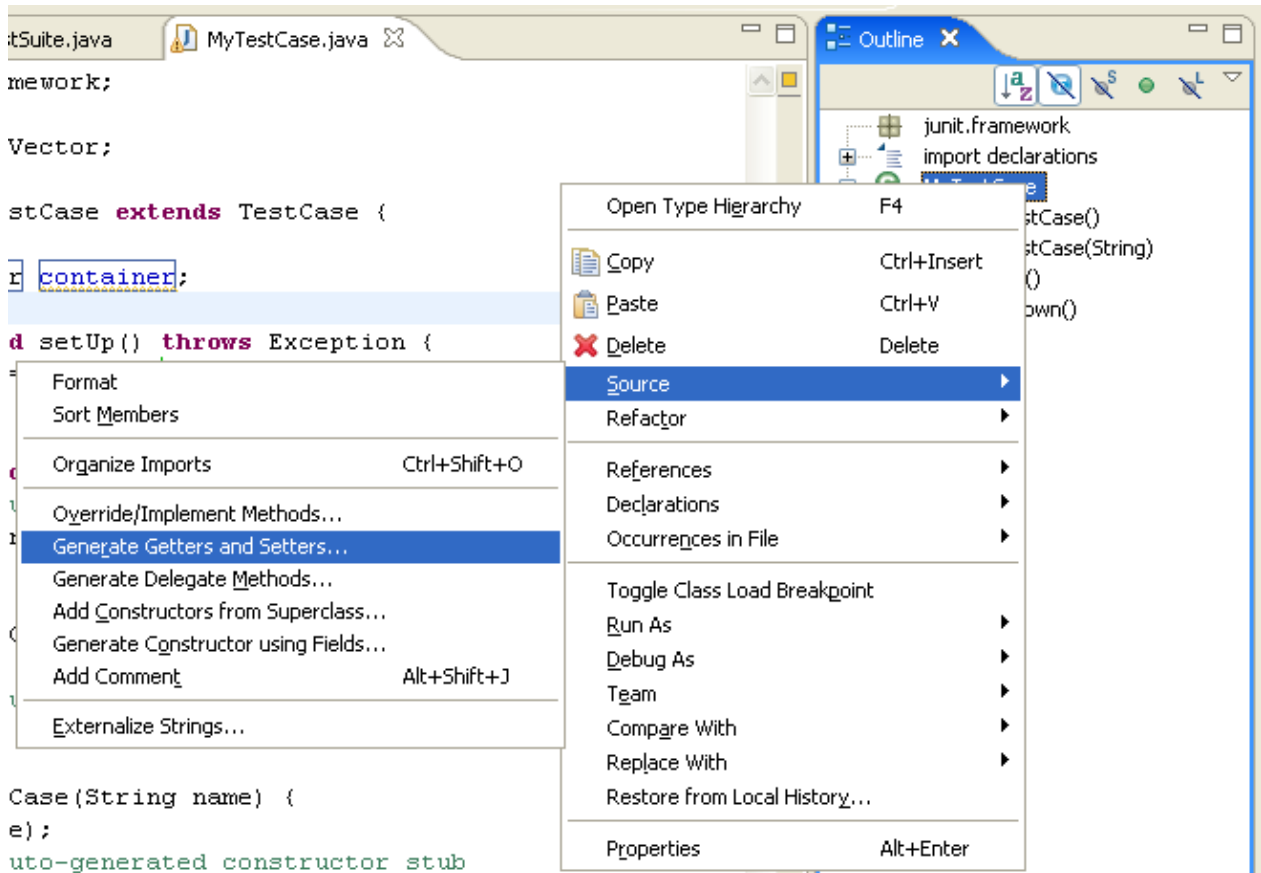 tSuite.java
MyTestCase.java
Outline
mework;
junit.framework
Vector;
import declarations
stCase extends TestCase {
stCase()
stCase(String)
()
own()
r container;
d setUp() throws Exception {
=
Open Type Hierarchy F4
Copy Ctrl+Insert
Paste Ctrl+V
Delete Delete
Source
Refactor
References
Declarations
Occurrences in File
Toggle Class Load Breakpoint
Run As
Debug As
Team
Compare With
Replace With
Restore from Local History...
Properties Alt+Enter
Format
Sort Members
Organize Imports Ctrl+Shift+O
Override/Implement Methods...
Generate Getters and Setters...
Generate Delegate Methods...
Add Constructors from Superclass...
Generate Constructor using Fields...
Add Comment Alt+Shift+J
Externalize Strings...
Case(String name) {
e);
uto-generated constructor stub